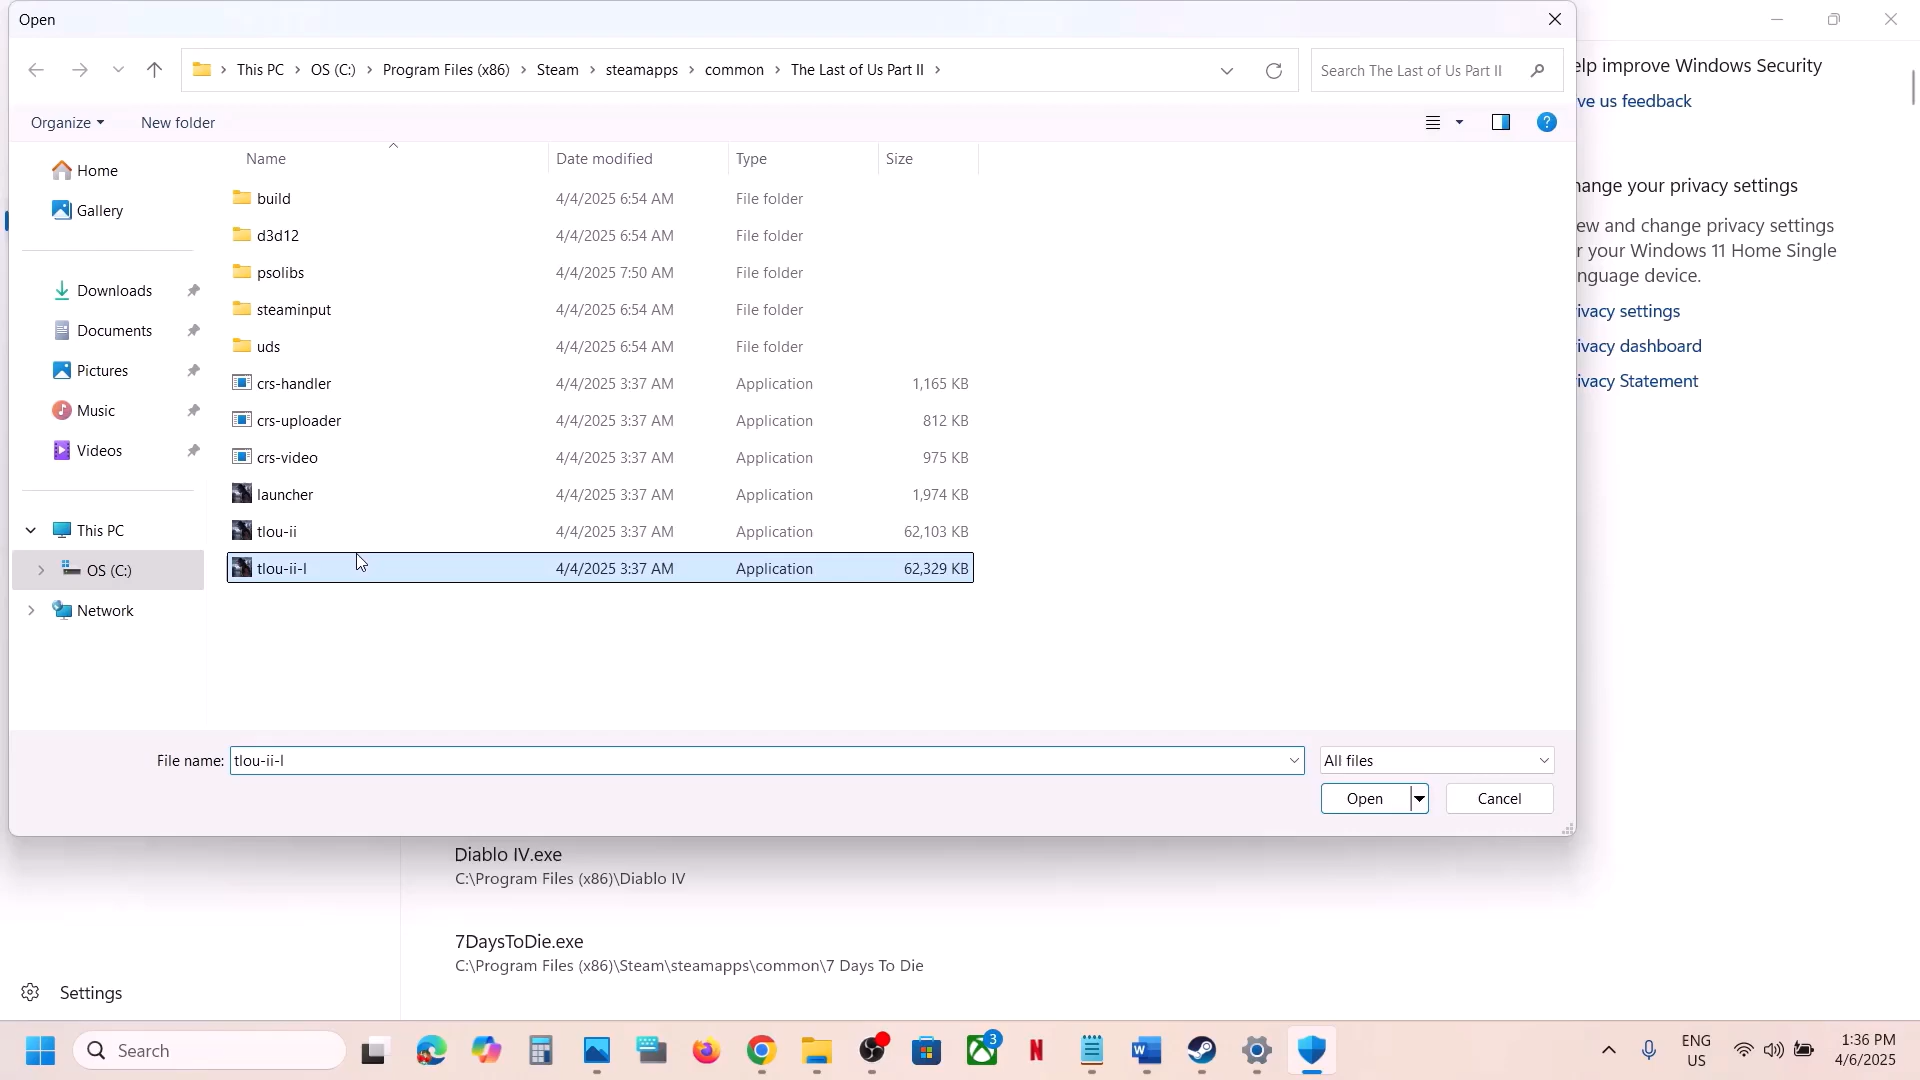 Open
This PC > OS (C:) > Program Files (x86) > Steam > steamapps > common > The Last of Us Part II >
Search The Last of Us Part II
Organize
New folder
Name
Date modified
Type
Size
Home
Gallery
Downloads
Documents
Pictures
Music
Videos
This PC
OS (C:)
Network
build 4/4/2025 6:54 AM File folder
d3d12 4/4/2025 6:54 AM File folder
psolibs 4/4/2025 7:50 AM File folder
steaminput 4/4/2025 6:54 AM File folder
uds 4/4/2025 6:54 AM File folder
crs-handler 4/4/2025 3:37 AM Application 1,165 KB
crs-uploader 4/4/2025 3:37 AM Application 812 KB
crs-video 4/4/2025 3:37 AM Application 975 KB
launcher 4/4/2025 3:37 AM Application 1,974 KB
tlou-ii 4/4/2025 3:37 AM Application 62,103 KB
tlou-ii-l 4/4/2025 3:37 AM Application 62,329 KB
File name: tlou-ii-l
All files
Open
Cancel
elp improve Windows Security
ve us feedback
hange your privacy settings
ew and change privacy settings
r your Windows 11 Home Single
nguage device.
ivacy settings
ivacy dashboard
ivacy Statement
Diablo IV.exe
C:\Program Files (x86)\Diablo IV
7DaysToDie.exe
C:\Program Files (x86)\Steam\steamapps\common\7 Days To Die
Settings
Search
3
N
W
ENG
US
1:36 PM
4/6/2025